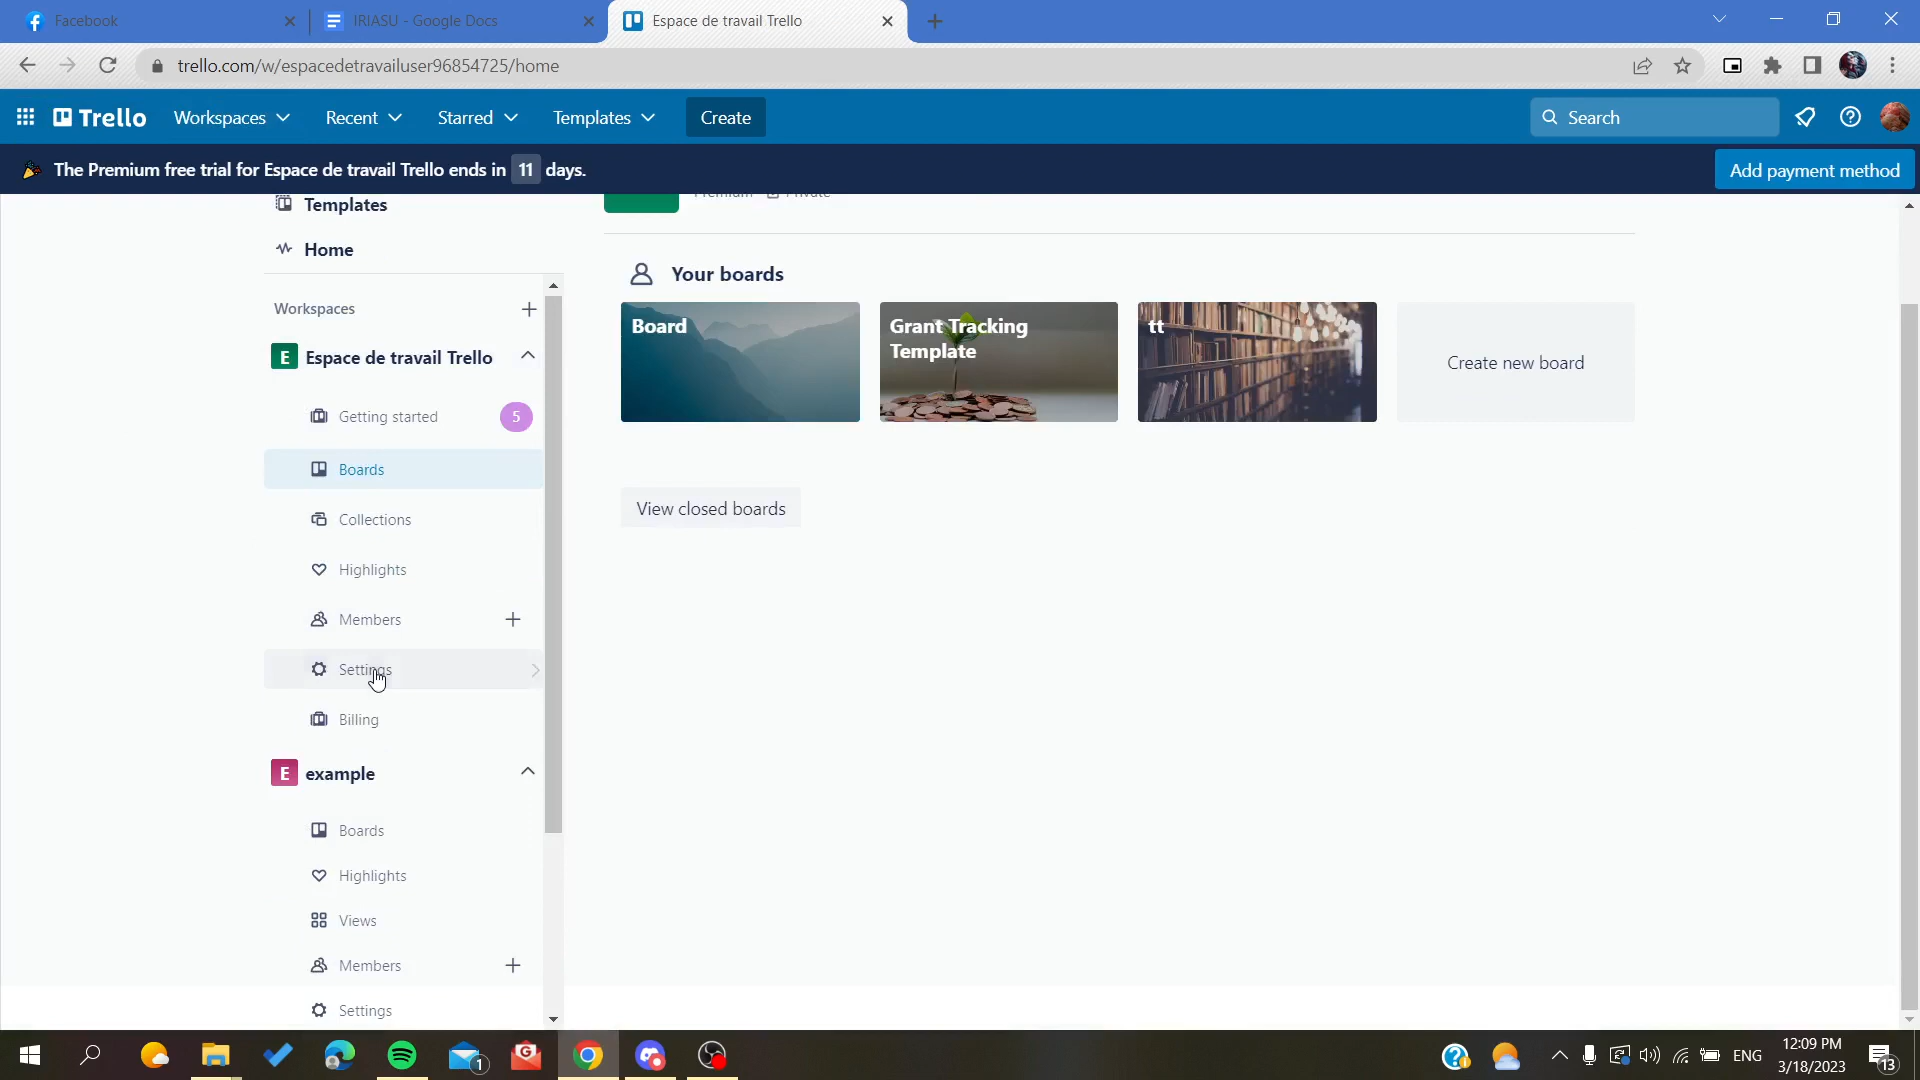 Facebook
IRIASU - Google Docs
Espace de travail Trello
trello.com/w/espacedetravailuser96854725/home
Trello
Workspaces
Recent
Starred
Templates
Create
Search
The Premium free trial for Espace de travail Trello ends in 11 days.
Add payment method
Templates
Home
Workspaces
E Espace de travail Trello
Getting started 5
Boards
Collections
Highlights
Members
Settings
Billing
E example
Boards
Highlights
Views
Members
Settings
Premium Private
Your boards
Board
Grant Tracking
Template
tt
Create new board
View closed boards
1
ENG
12:09 PM
3/18/2023
13